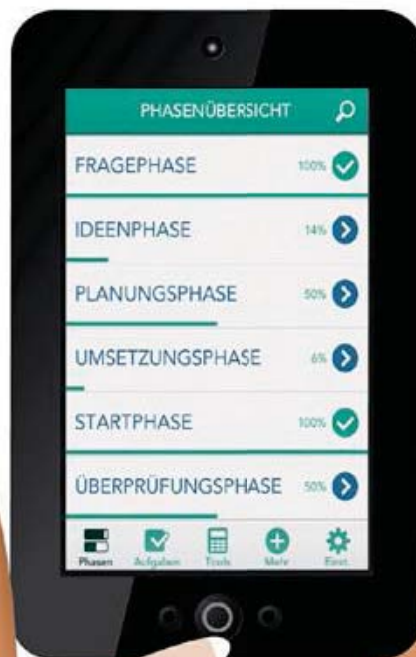 PHASENÜBERSICHT
FRAGEPHASE 100%
IDEENPHASE 14%
PLANUNGSPHASE 50%
UMSETZUNGSPHASE 6%
STARTPHASE 100%
ÜBERPRÜFUNGSPHASE 50%
Phasen Aufgaben Tools Mehr Einst.